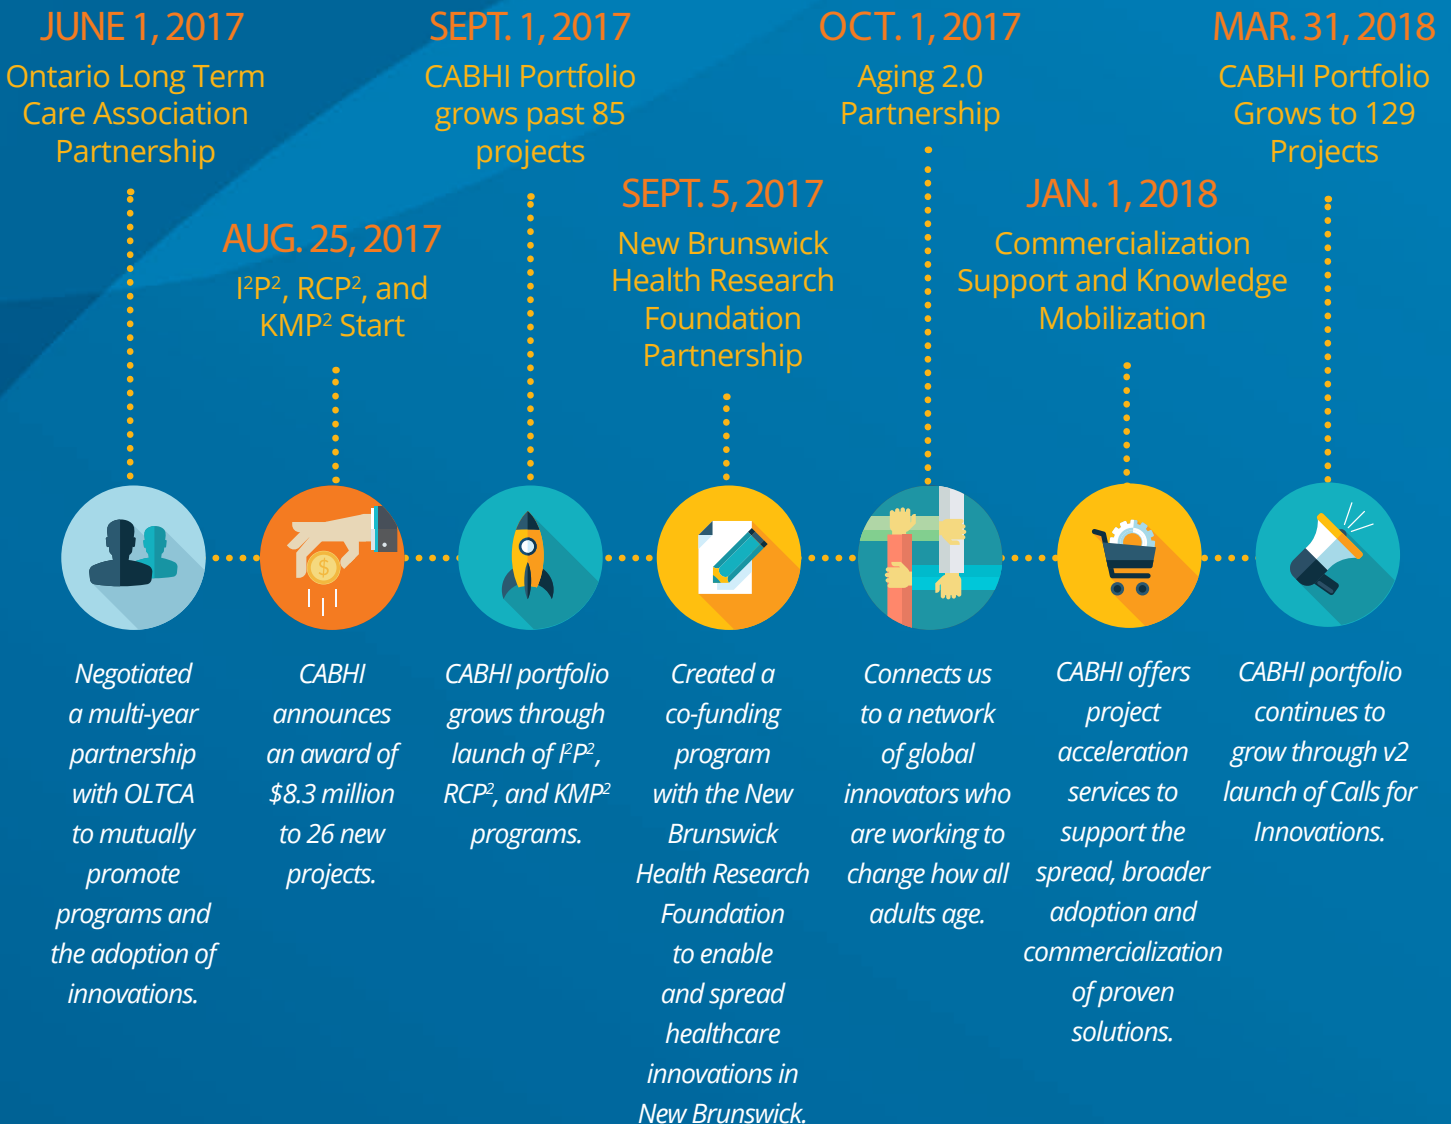 JUNE 1, 2017
Ontario Long Term
Care Association
Partnership
AUG. 25, 2017
I²P², RCP², and
KMP² Start
SEPT. 1, 2017
CABHI Portfolio
grows past 85
projects
SEPT. 5, 2017
New Brunswick
Health Research
Foundation
Partnership
OCT. 1, 2017
Aging 2.0
Partnership
JAN. 1, 2018
Commercialization
Support and Knowledge
Mobilization
MAR. 31, 2018
CABHI Portfolio
Grows to 129
Projects
$
Negotiated
a multi-year
partnership
with OLTCA
to mutually
promote
programs and
the adoption of
innovations.
CABHI
announces
an award of
$8.3 million
to 26 new
projects.
CABHI portfolio
grows through
launch of I²P²,
RCP², and KMP²
programs.
Created a
co-funding
program
with the New
Brunswick
Health Research
Foundation
to enable
and spread
healthcare
innovations in
New Brunswick.
Connects us
to a network
of global
innovators who
are working to
change how all
adults age.
CABHI offers
project
acceleration
services to
support the
spread, broader
adoption and
commercialization
of proven
solutions.
CABHI portfolio
continues to
grow through v2
launch of Calls for
Innovations.